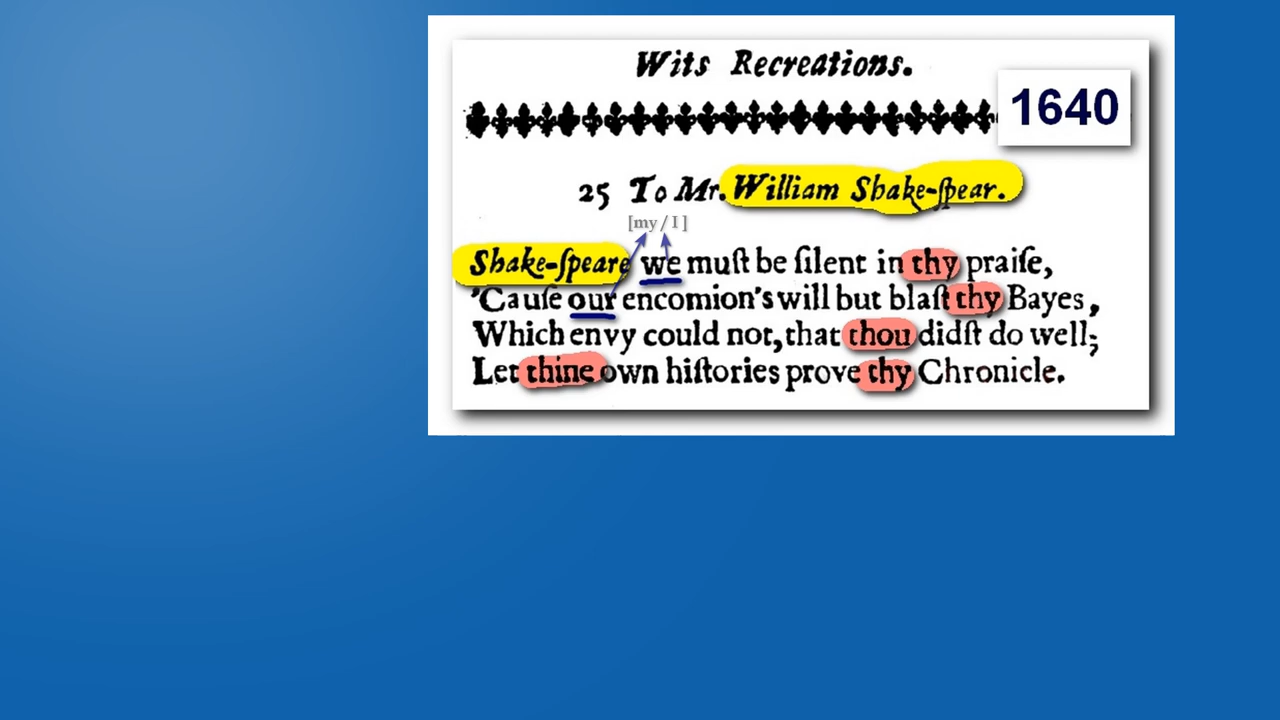 Wits Recreations.
1640
25 To Mr. William Shake-ſpear.
[my / I]
Shake-ſpeare we muſt be ſilent in thy praiſe,
'Cauſe our encomion's will but blaſt thy Bayes,
Which envy could not, that thou didſt do well;
Let thine own hiſtories prove thy Chronicle.